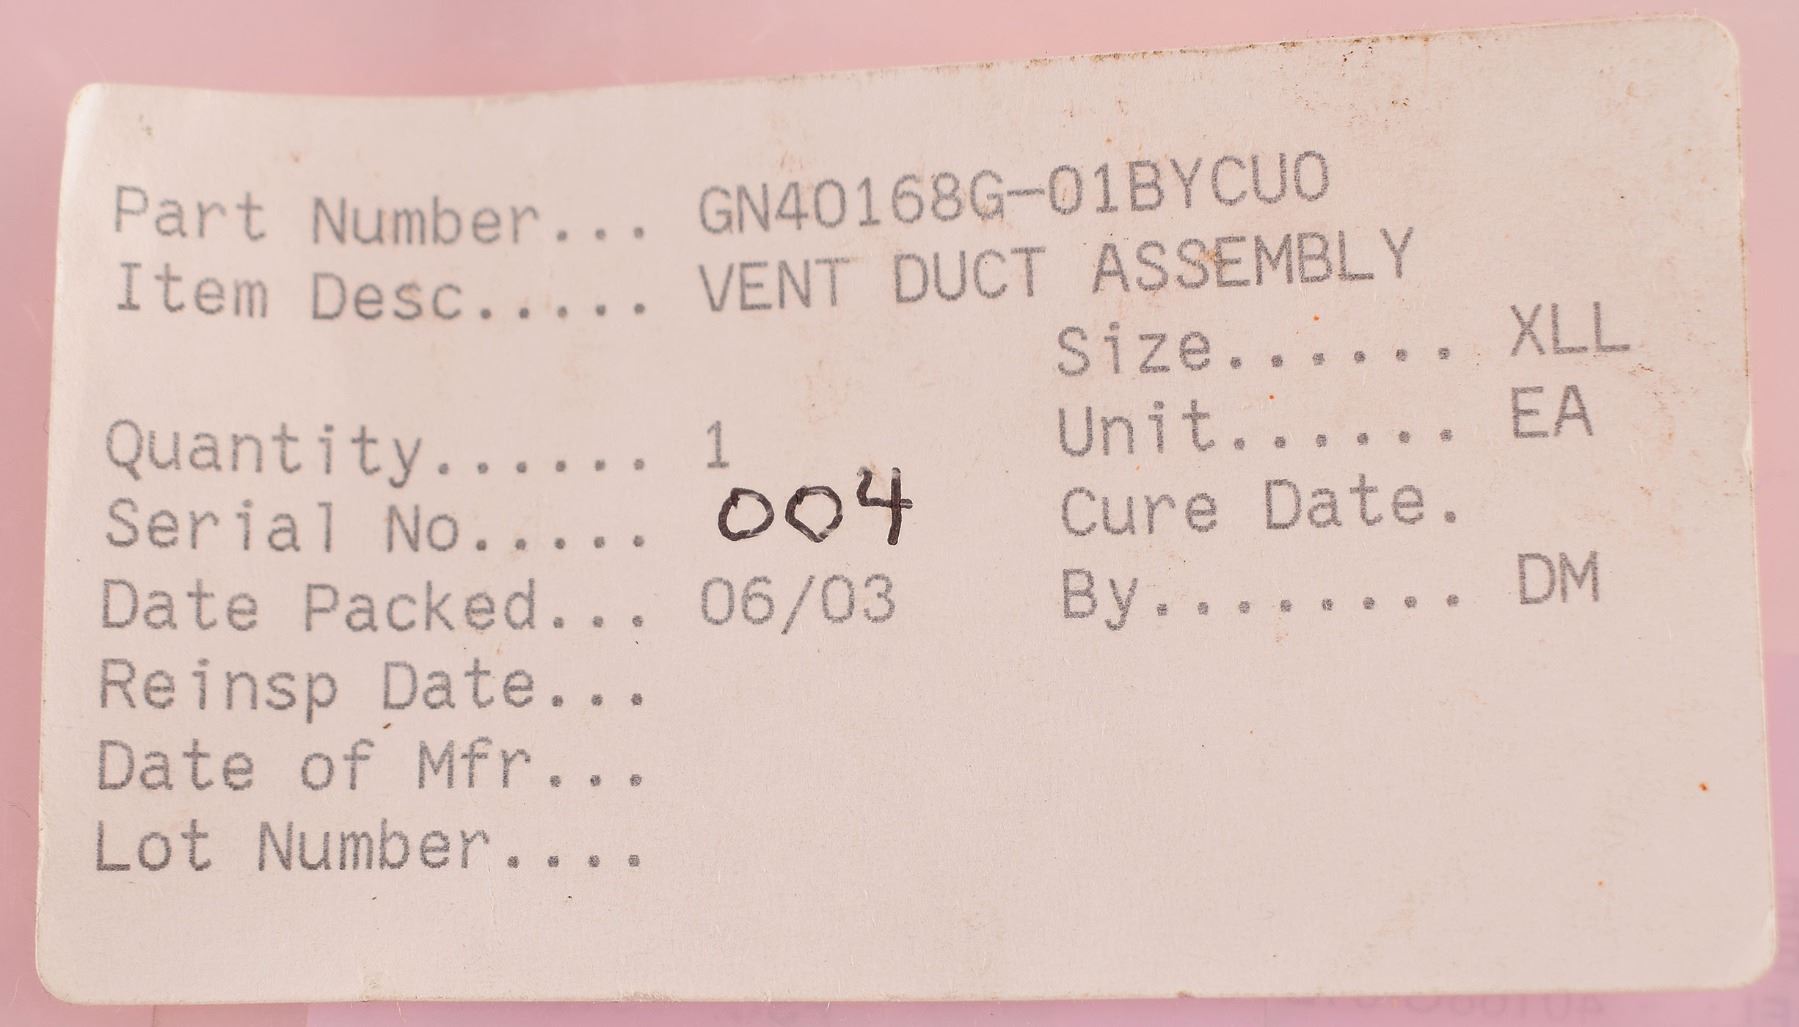 Part Number... GN40168G-01BYCU0
Item Desc..... VENT DUCT ASSEMBLY
Size...... XLL
Quantity...... 1 Unit...... EA
Serial No..... 004 Cure Date.
Date Packed... 06/03 By........ DM
Reinsp Date...
Date of Mfr...
Lot Number....